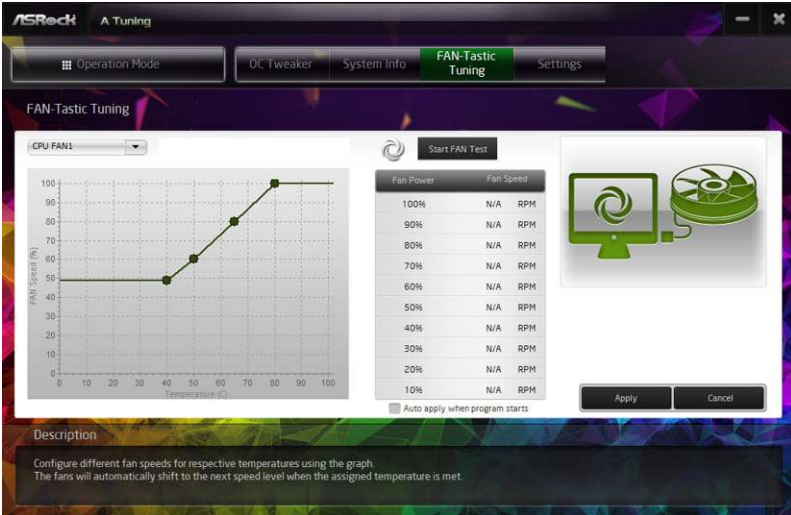 ASRock A Tuning
Operation Mode
OC Tweaker System Info FAN-Tastic Tuning Settings
FAN-Tastic Tuning
CPU FAN1
Start FAN Test
FAN Speed (%)
100
90
80
70
60
50
40
30
20
10
0
0 10 20 30 40 50 60 70 80 90 100
Temperature (C)
Fan Power Fan Speed
100% N/A RPM
90% N/A RPM
80% N/A RPM
70% N/A RPM
60% N/A RPM
50% N/A RPM
40% N/A RPM
30% N/A RPM
20% N/A RPM
10% N/A RPM
Auto apply when program starts
Apply Cancel
Description
Configure different fan speeds for respective temperatures using the graph.
The fans will automatically shift to the next speed level when the assigned temperature is met.